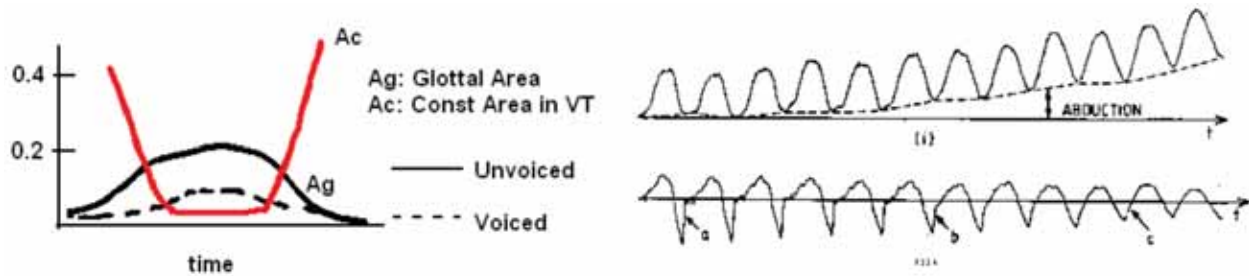 0.4
0.2
Ac
Ag
time
Ag: Glottal Area
Ac: Const Area in VT
Unvoiced
Voiced
ABDUCTION
(i)
t
a
b
c
t